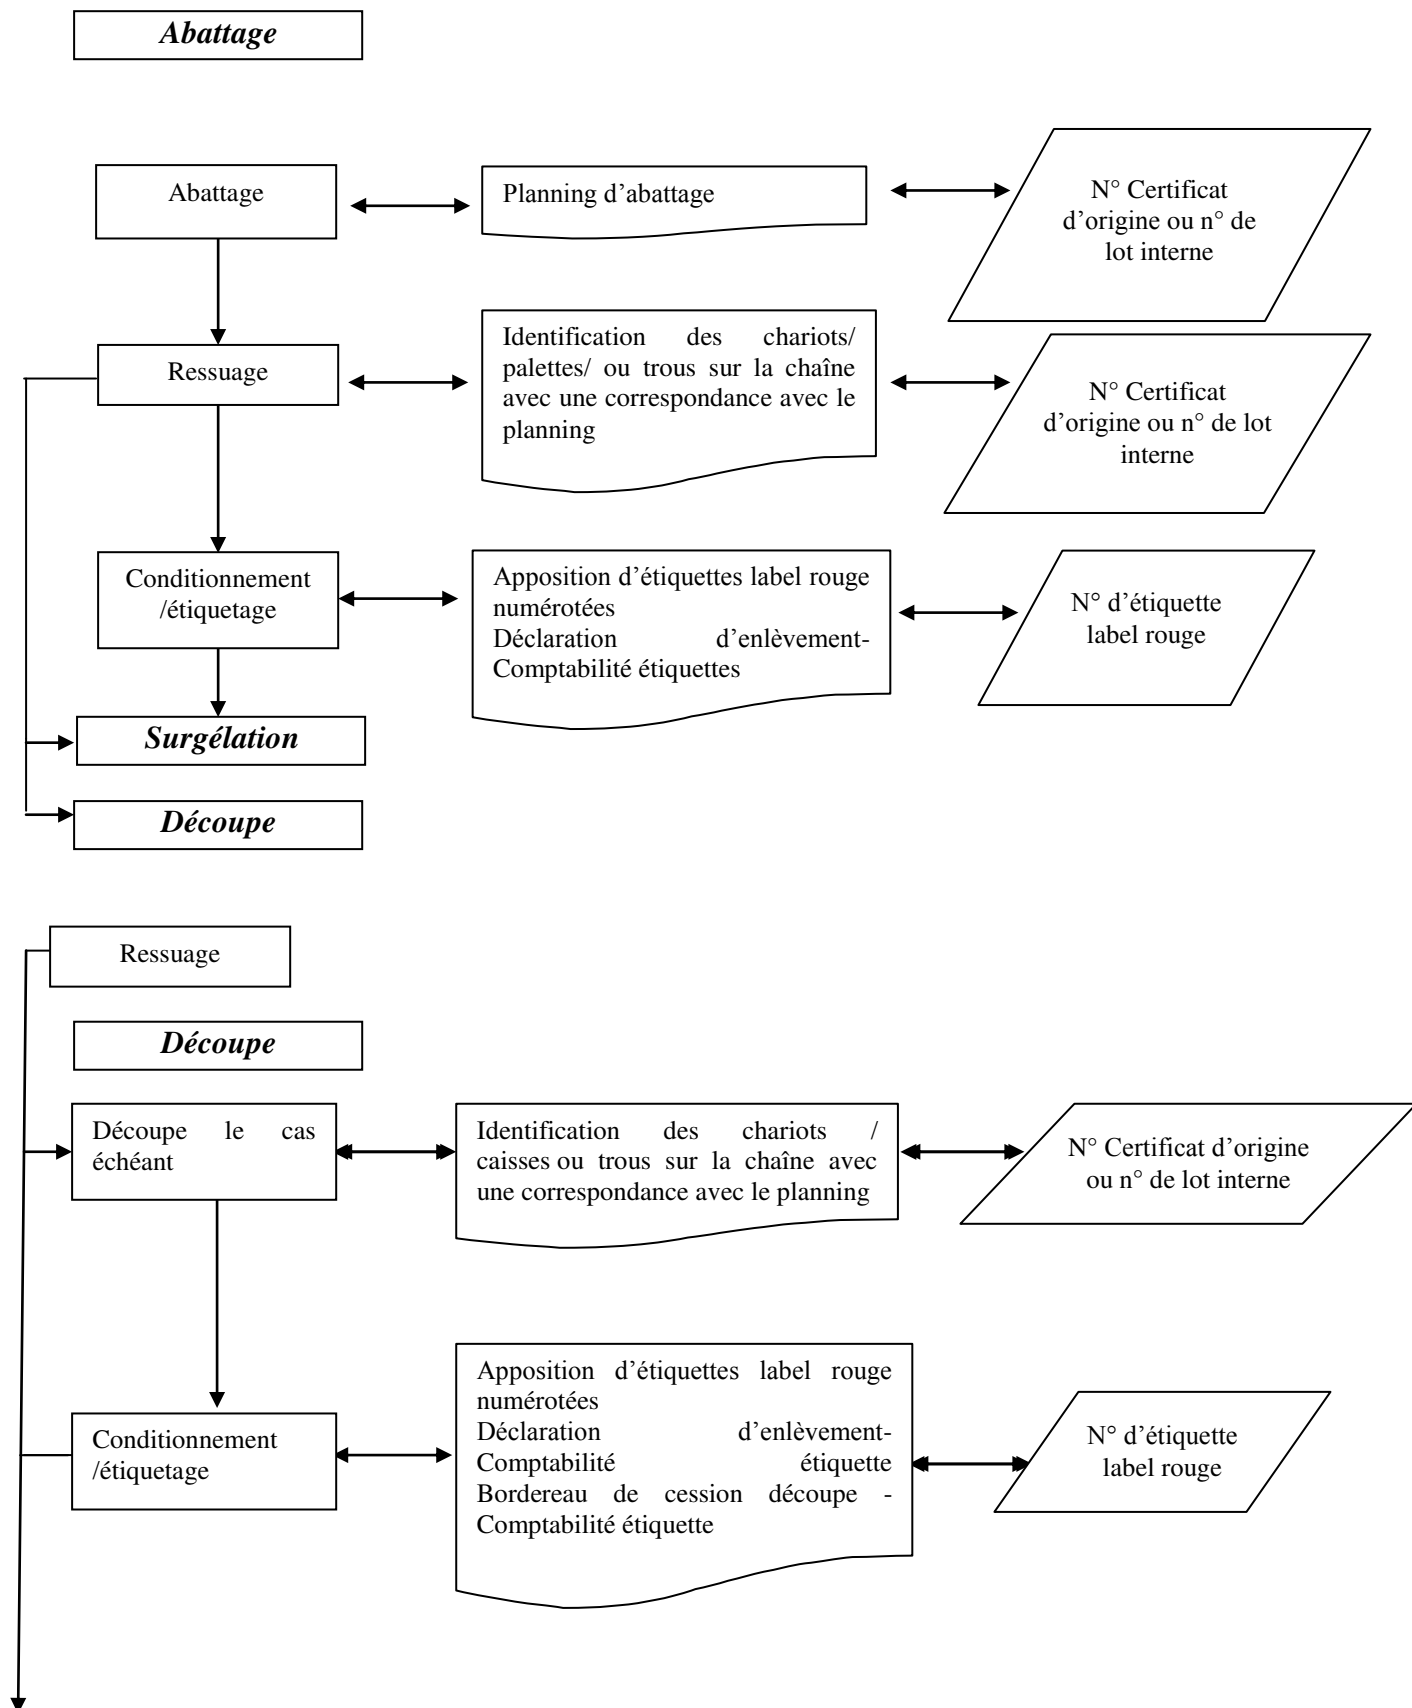 Abattage
Abattage
Planning d’abattage
N° Certificat
d’origine ou n° de
lot interne
Ressuage
Identification des chariots/
palettes/ ou trous sur la chaîne
avec une correspondance avec le
planning
N° Certificat
d’origine ou n° de lot
interne
Conditionnement
/étiquetage
Apposition d’étiquettes label rouge
numérotées
Déclaration d’enlèvement-
Comptabilité étiquettes
N° d’étiquette
label rouge
Surgélation
Découpe
Ressuage
Découpe
Découpe le cas
échéant
Identification des chariots /
caisses ou trous sur la chaîne avec
une correspondance avec le planning
N° Certificat d’origine
ou n° de lot interne
Conditionnement
/étiquetage
Apposition d’étiquettes label rouge
numérotées
Déclaration d’enlèvement-
Comptabilité étiquette
Bordereau de cession découpe -
Comptabilité étiquette
N° d’étiquette
label rouge